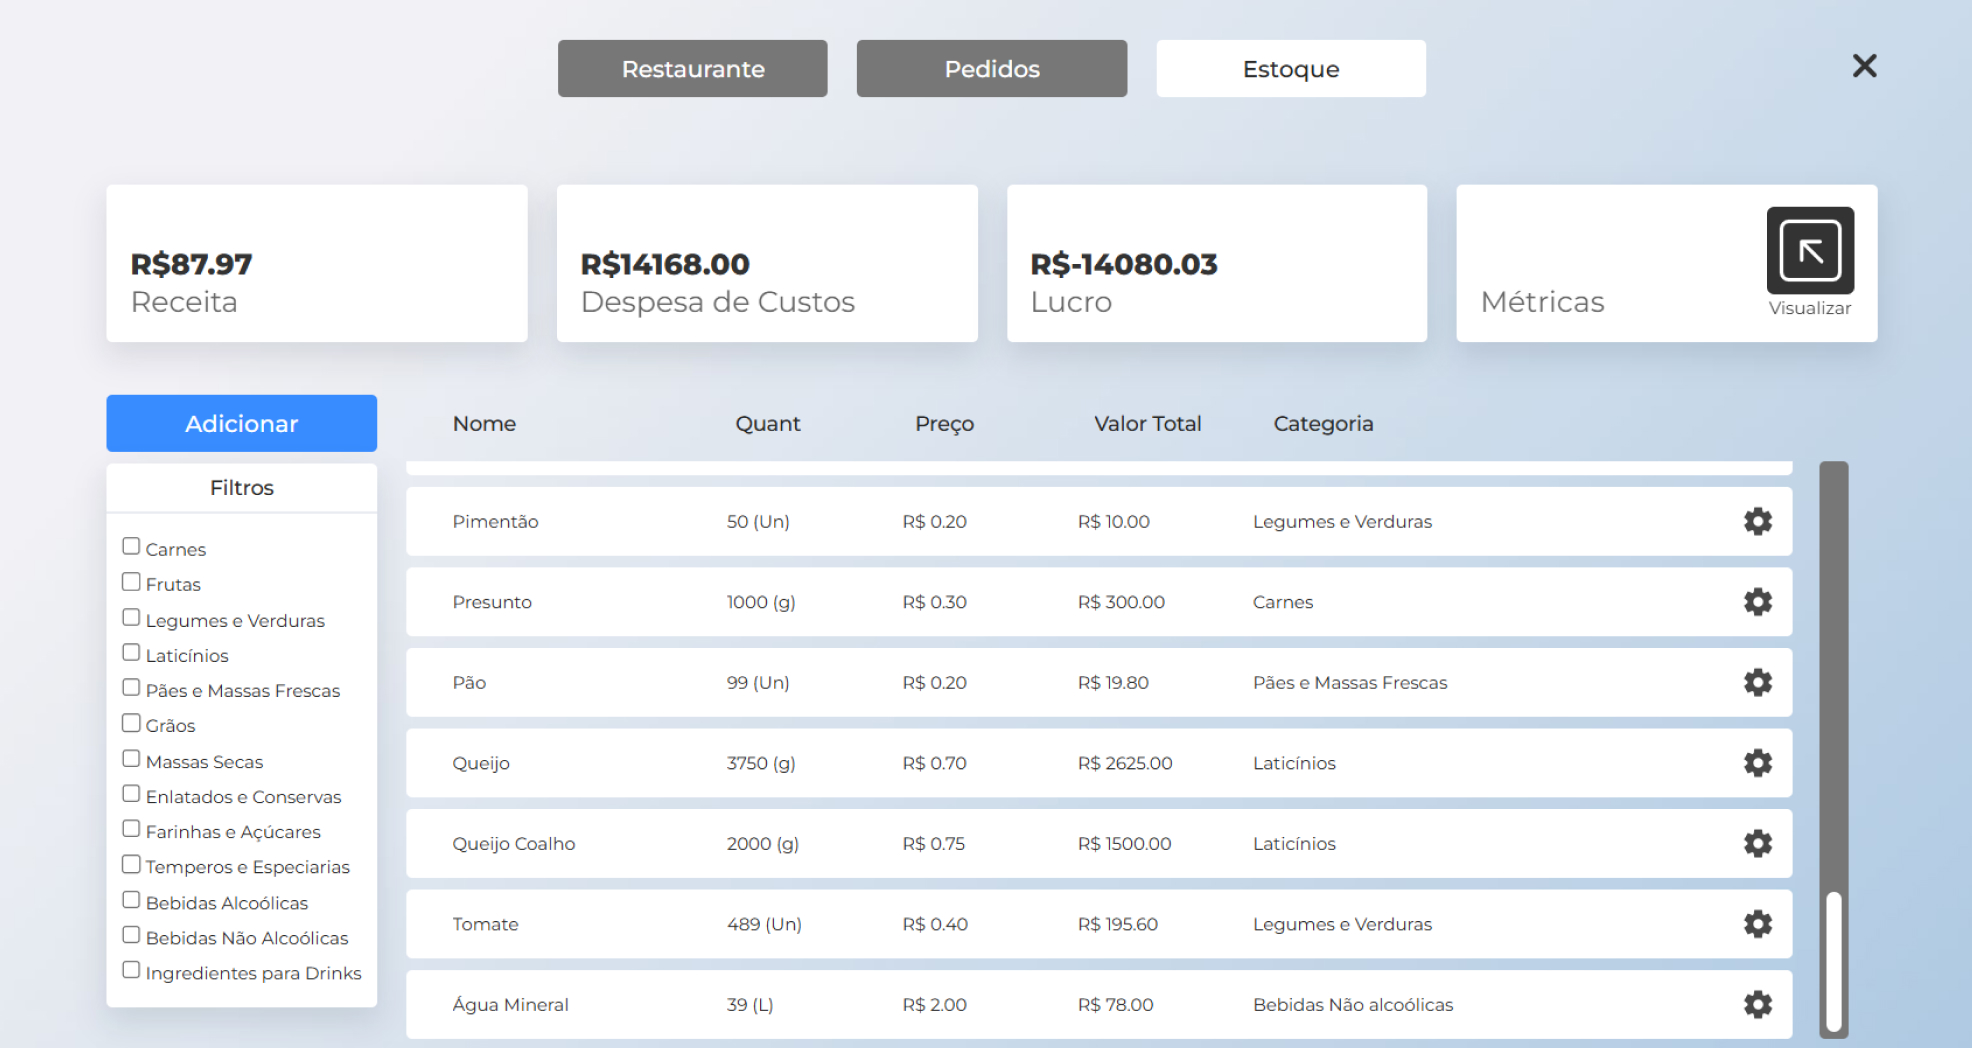 Restaurante Pedidos Estoque
R$87.97
Receita
R$14168.00
Despesa de Custos
R$-14080.03
Lucro
Métricas
Visualizar
Adicionar
Filtros
Carnes
Frutas
Legumes e Verduras
Laticínios
Pães e Massas Frescas
Grãos
Massas Secas
Enlatados e Conservas
Farinhas e Açúcares
Temperos e Especiarias
Bebidas Alcoólicas
Bebidas Não Alcoólicas
Ingredientes para Drinks
Nome Quant Preço Valor Total Categoria
Pimentão 50 (Un) R$ 0.20 R$ 10.00 Legumes e Verduras
Presunto 1000 (g) R$ 0.30 R$ 300.00 Carnes
Pão 99 (Un) R$ 0.20 R$ 19.80 Pães e Massas Frescas
Queijo 3750 (g) R$ 0.70 R$ 2625.00 Laticínios
Queijo Coalho 2000 (g) R$ 0.75 R$ 1500.00 Laticínios
Tomate 489 (Un) R$ 0.40 R$ 195.60 Legumes e Verduras
Água Mineral 39 (L) R$ 2.00 R$ 78.00 Bebidas Não alcoólicas